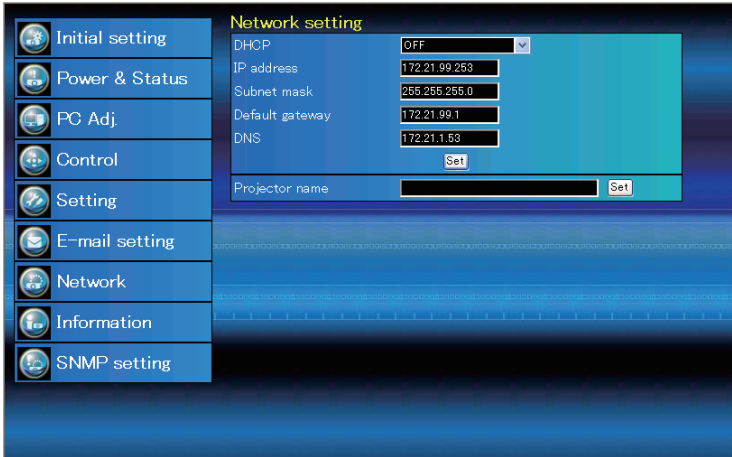 Initial setting
Power & Status
PC Adj.
Control
Setting
E-mail setting
Network
Information
SNMP setting
Network setting
DHCP OFF
IP address 172.21.99.253
Subnet mask 255.255.255.0
Default gateway 172.21.99.1
DNS 172.21.1.53
Set
Projector name Set